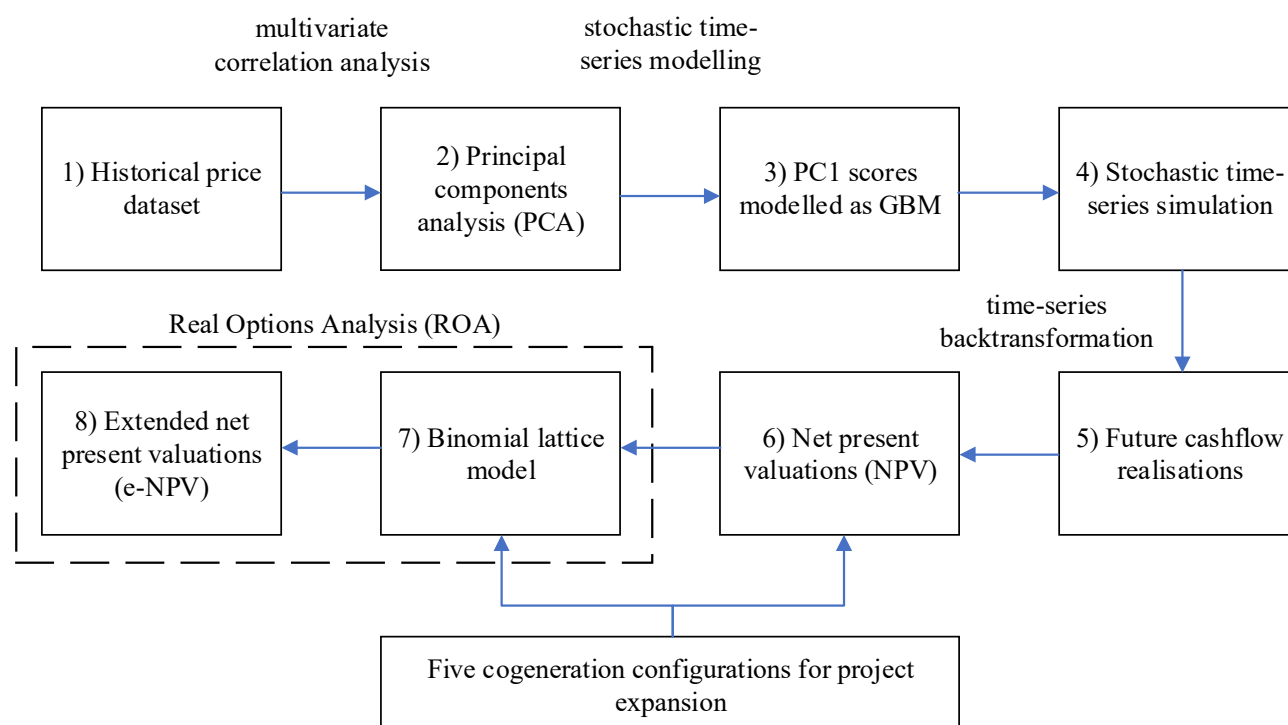 multivariate
correlation analysis
stochastic time-
series modelling
1) Historical price
dataset
2) Principal
components
analysis (PCA)
3) PC1 scores
modelled as GBM
4) Stochastic time-
series simulation
time-series
backtransformation
Real Options Analysis (ROA)
8) Extended net
present valuations
(e-NPV)
7) Binomial lattice
model
6) Net present
valuations (NPV)
5) Future cashflow
realisations
Five cogeneration configurations for project
expansion